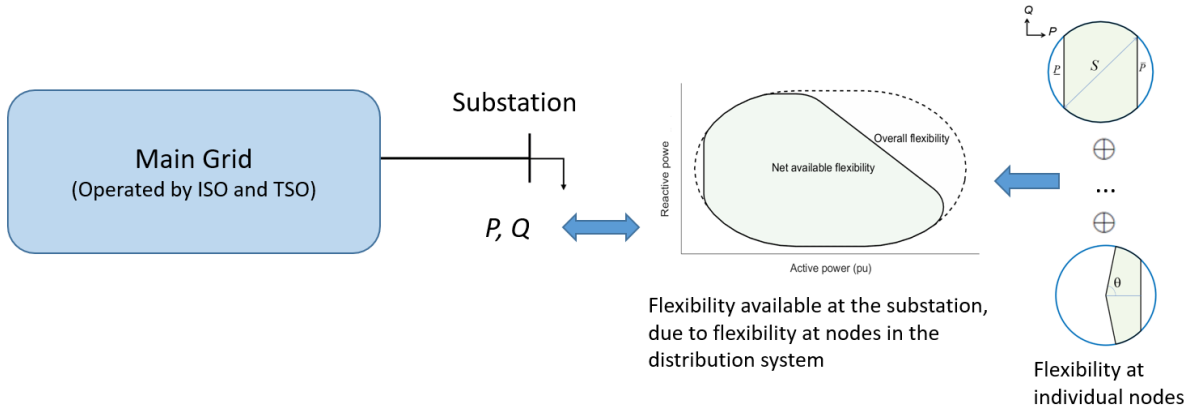 Main Grid
(Operated by ISO and TSO)
Substation
P, Q
Reactive powe
Overall flexibility
Net available flexibility
Active power (pu)
Flexibility available at the substation,
due to flexibility at nodes in the
distribution system
Q
P
P
S
P
⊕
...
⊕
θ
Flexibility at
individual nodes